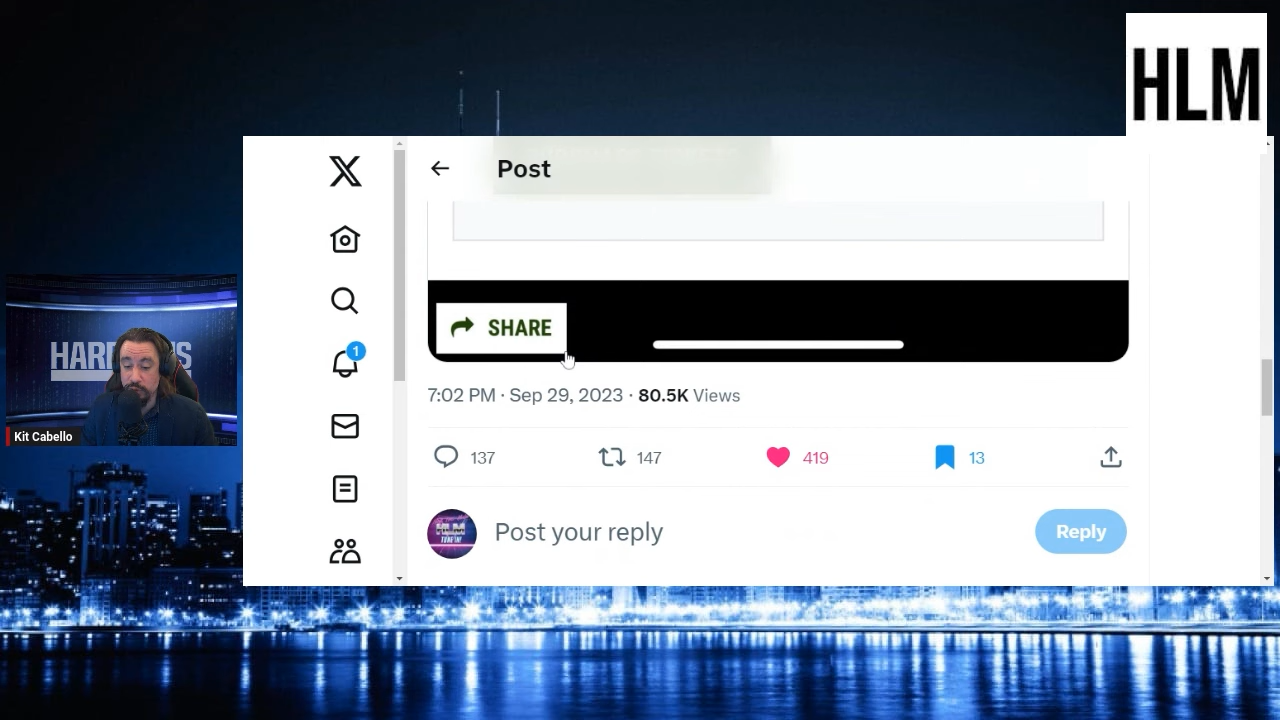 HLM
Post
SHARE
7:02 PM · Sep 29, 2023 · 80.5K Views
1
137
147
419
13
Post your reply
Reply
Kit Cabello